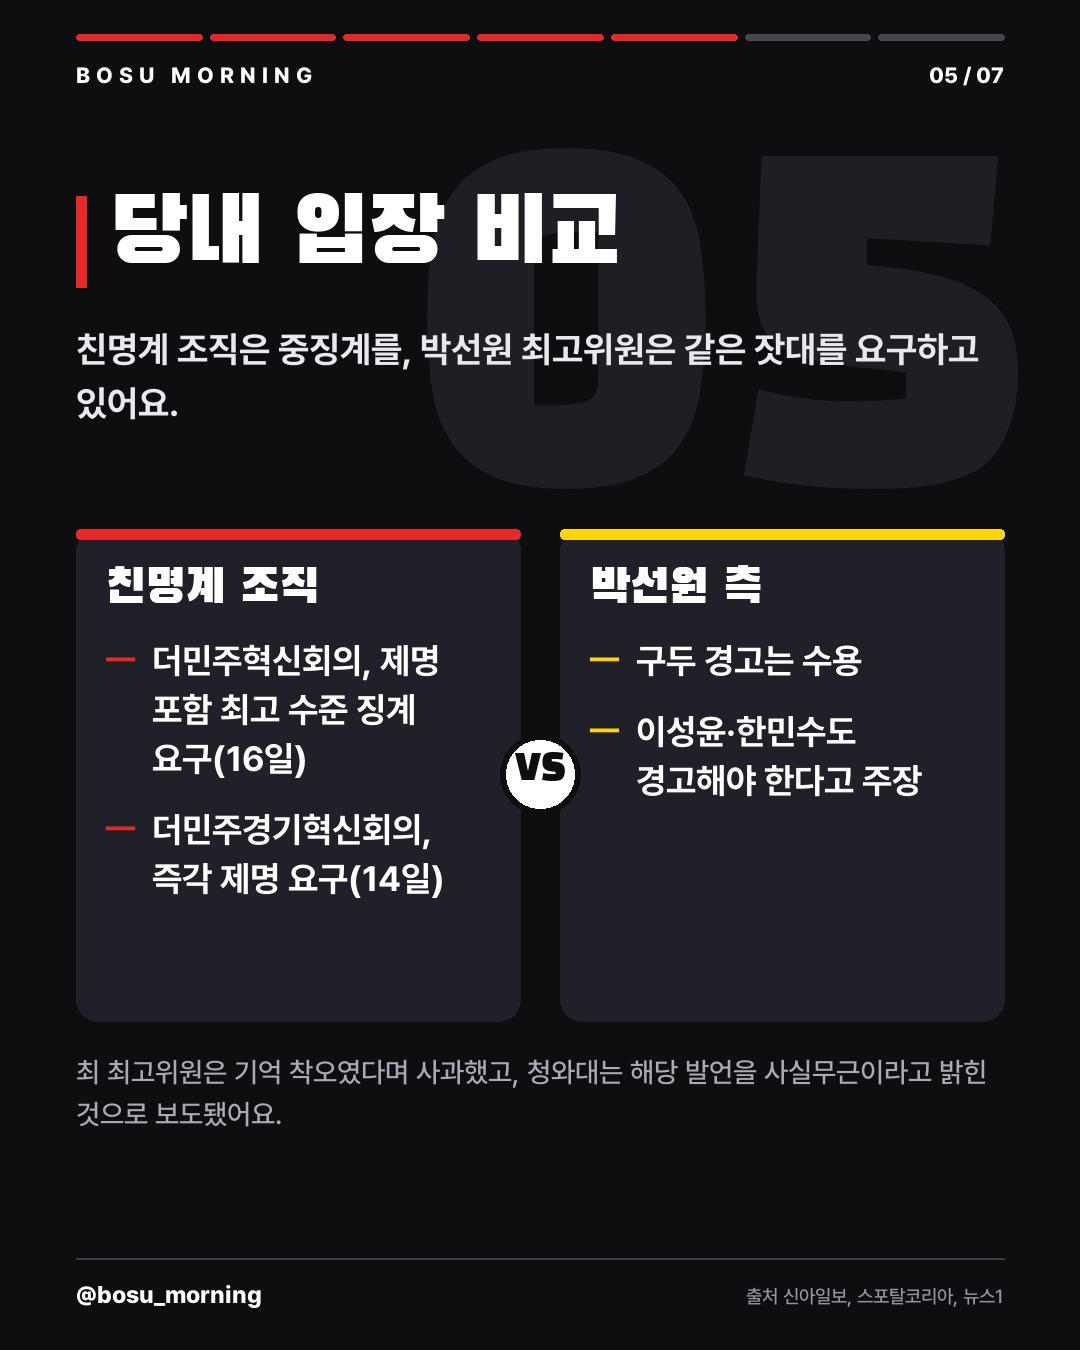 BOSU MORNING
05 / 07
05
당내 입장 비교
친명계 조직은 중징계를, 박선원 최고위원은 같은 잣대를 요구하고
있어요.
친명계 조직
— 더민주혁신회의, 제명
포함 최고 수준 징계
요구(16일)
— 더민주경기혁신회의,
즉각 제명 요구(14일)
VS
박선원 측
— 구두 경고는 수용
— 이성윤·한민수도
경고해야 한다고 주장
최 최고위원은 기억 착오였다며 사과했고, 청와대는 해당 발언을 사실무근이라고 밝힌
것으로 보도됐어요.
@bosu_morning
출처 신아일보, 스포탈코리아, 뉴스1